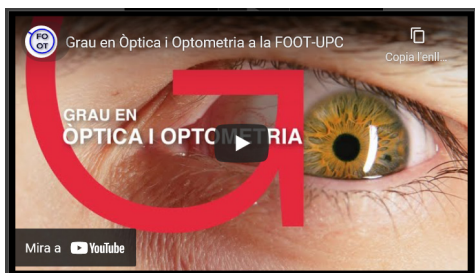 FO
OT
Grau en Òptica i Optometria a la FOOT-UPC
Copia l'enll...
GRAU EN
ÒPTICA I OPTOMETRIA
Mira a YouTube